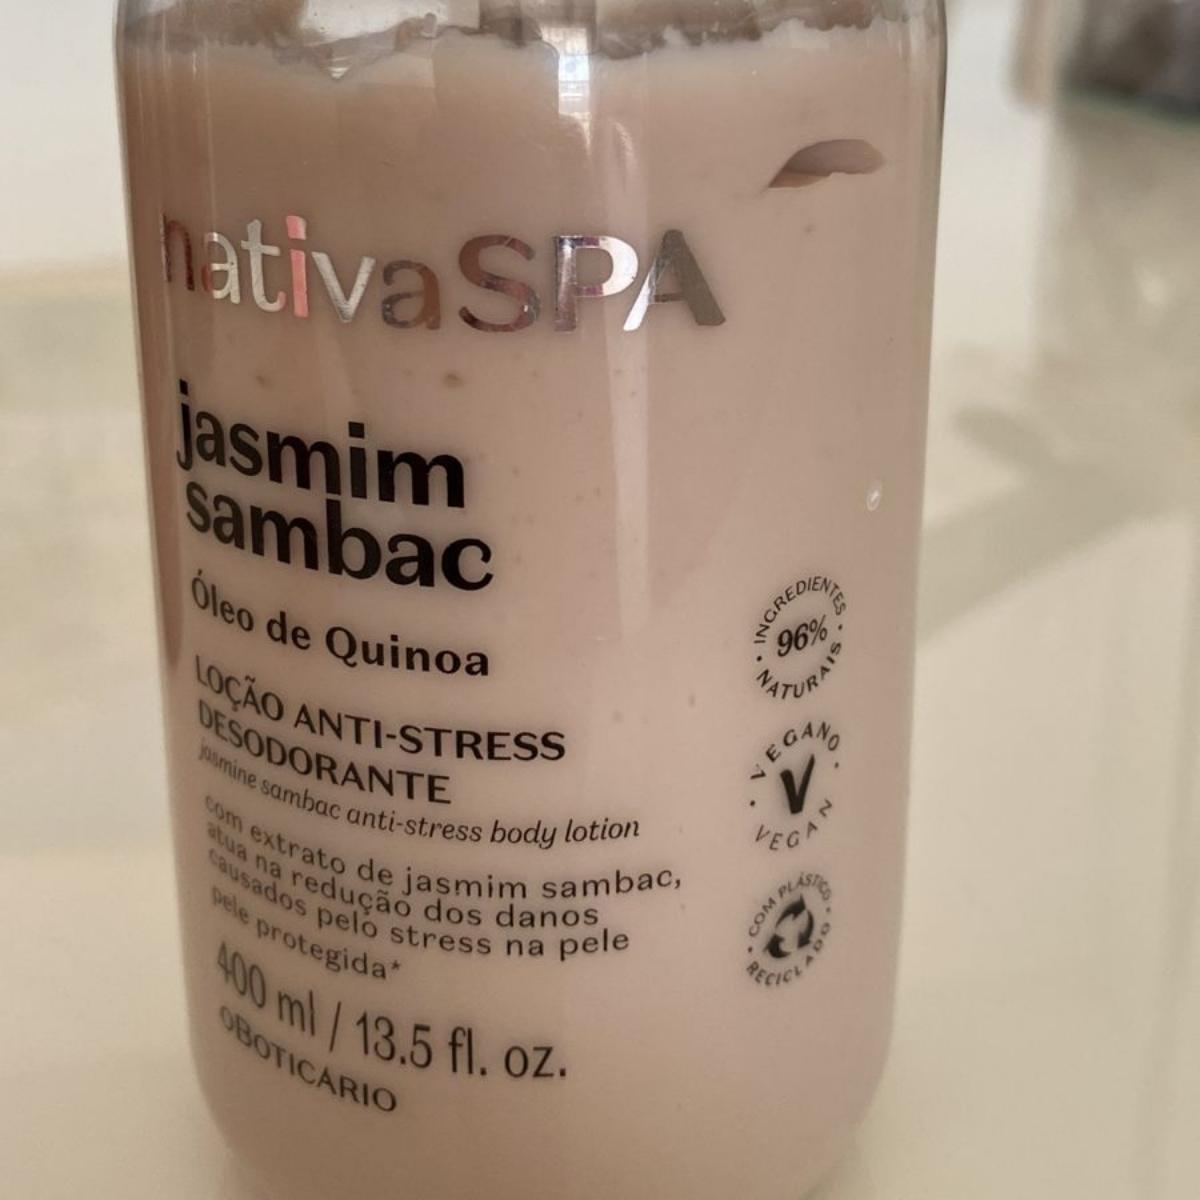 nativaSPA
jasmim
sambac
Óleo de Quinoa
LOÇÃO ANTI-STRESS
DESODORANTE
jasmine sambac anti-stress body lotion
com extrato de jasmim sambac,
atua na redução dos danos
causados pelo stress na pele
pele protegida*
400 ml / 13.5 fl. oz.
oBOTICÁRIO
INGREDIENTES
96%
NATURAIS
VEGANO
V
VEGAN
COM PLÁSTICO
RECICLADO